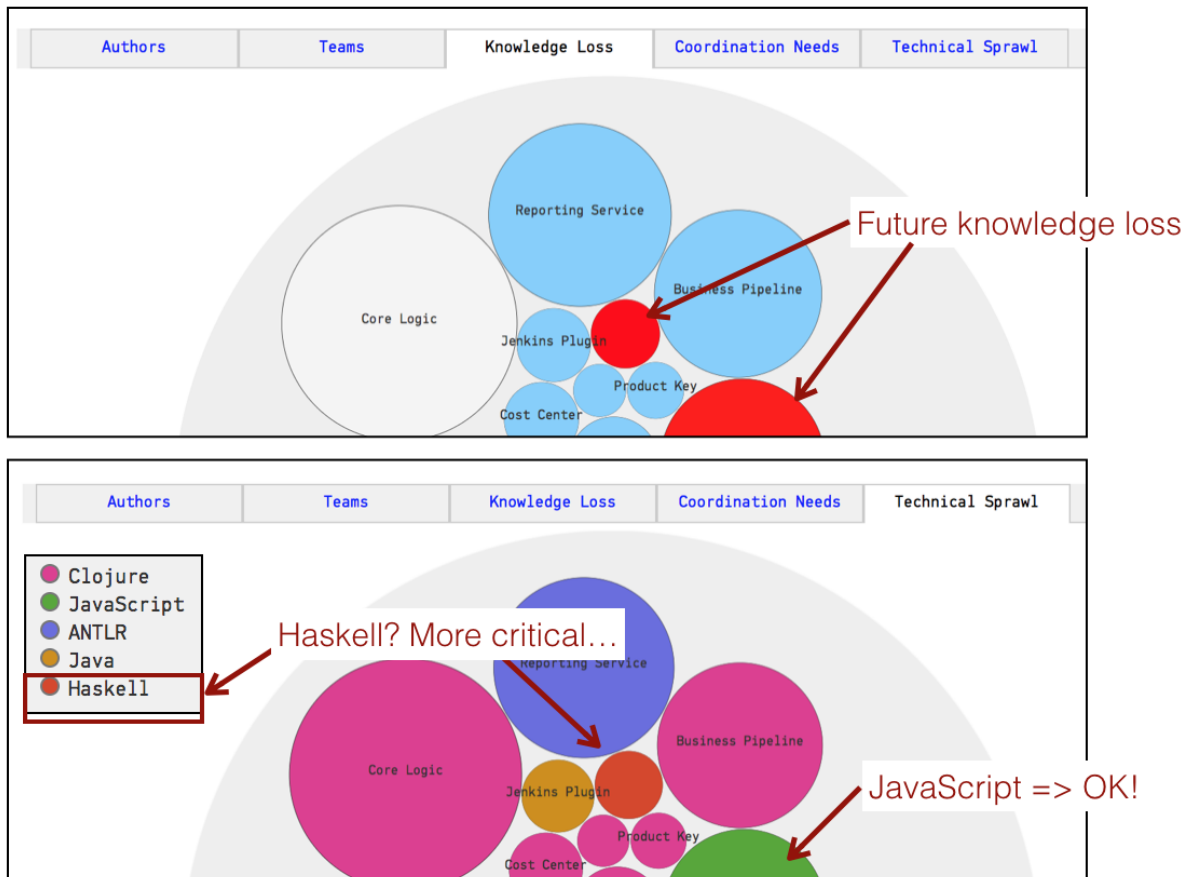 Authors
Teams
Knowledge Loss
Coordination Needs
Technical Sprawl
Reporting Service
Future knowledge loss
Business Pipeline
Core Logic
Jenkins Plugin
Product Key
Cost Center
Authors
Teams
Knowledge Loss
Coordination Needs
Technical Sprawl
Clojure
JavaScript
ANTLR
Java
Haskell
Haskell? More critical...
Reporting Service
Business Pipeline
Core Logic
Jenkins Plugin
JavaScript => OK!
Product Key
Cost Center